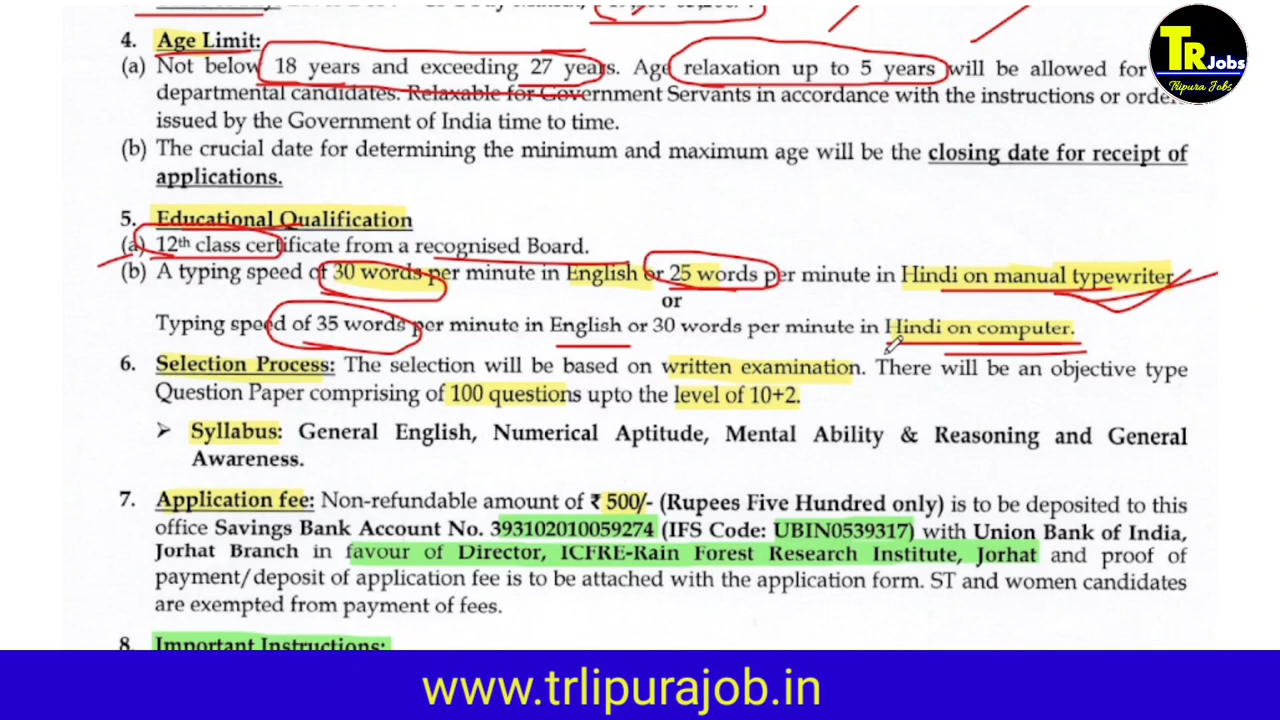 4. Age Limit:
(a) Not below 18 years and exceeding 27 years. Age relaxation up to 5 years will be allowed for
departmental candidates. Relaxable for Government Servants in accordance with the instructions or
issued by the Government of India time to time.
(b) The crucial date for determining the minimum and maximum age will be the closing date for receipt of
applications.
5. Educational Qualification
(a) 12th class certificate from a recognised Board.
(b) A typing speed of 30 words per minute in English or 25 words per minute in Hindi on manual typewriter
or
Typing speed of 35 words per minute in English or 30 words per minute in Hindi on computer.
6. Selection Process: The selection will be based on written examination. There will be an objective type
Question Paper comprising of 100 questions upto the level of 10+2.
➢ Syllabus: General English, Numerical Aptitude, Mental Ability & Reasoning and General
Awareness.
7. Application fee: Non-refundable amount of ₹ 500/- (Rupees Five Hundred only) is to be deposited to this
office Savings Bank Account No. 393102010059274 (IFS Code: UBIN0539317) with Union Bank of India,
Jorhat Branch in favour of Director, ICFRE-Rain Forest Research Institute, Jorhat and proof of
payment/deposit of application fee is to be attached with the application form. ST and women candidates
are exempted from payment of fees.
8. Important Instructions:
TR Jobs
Tripura Jobs
www.trlipurajob.in